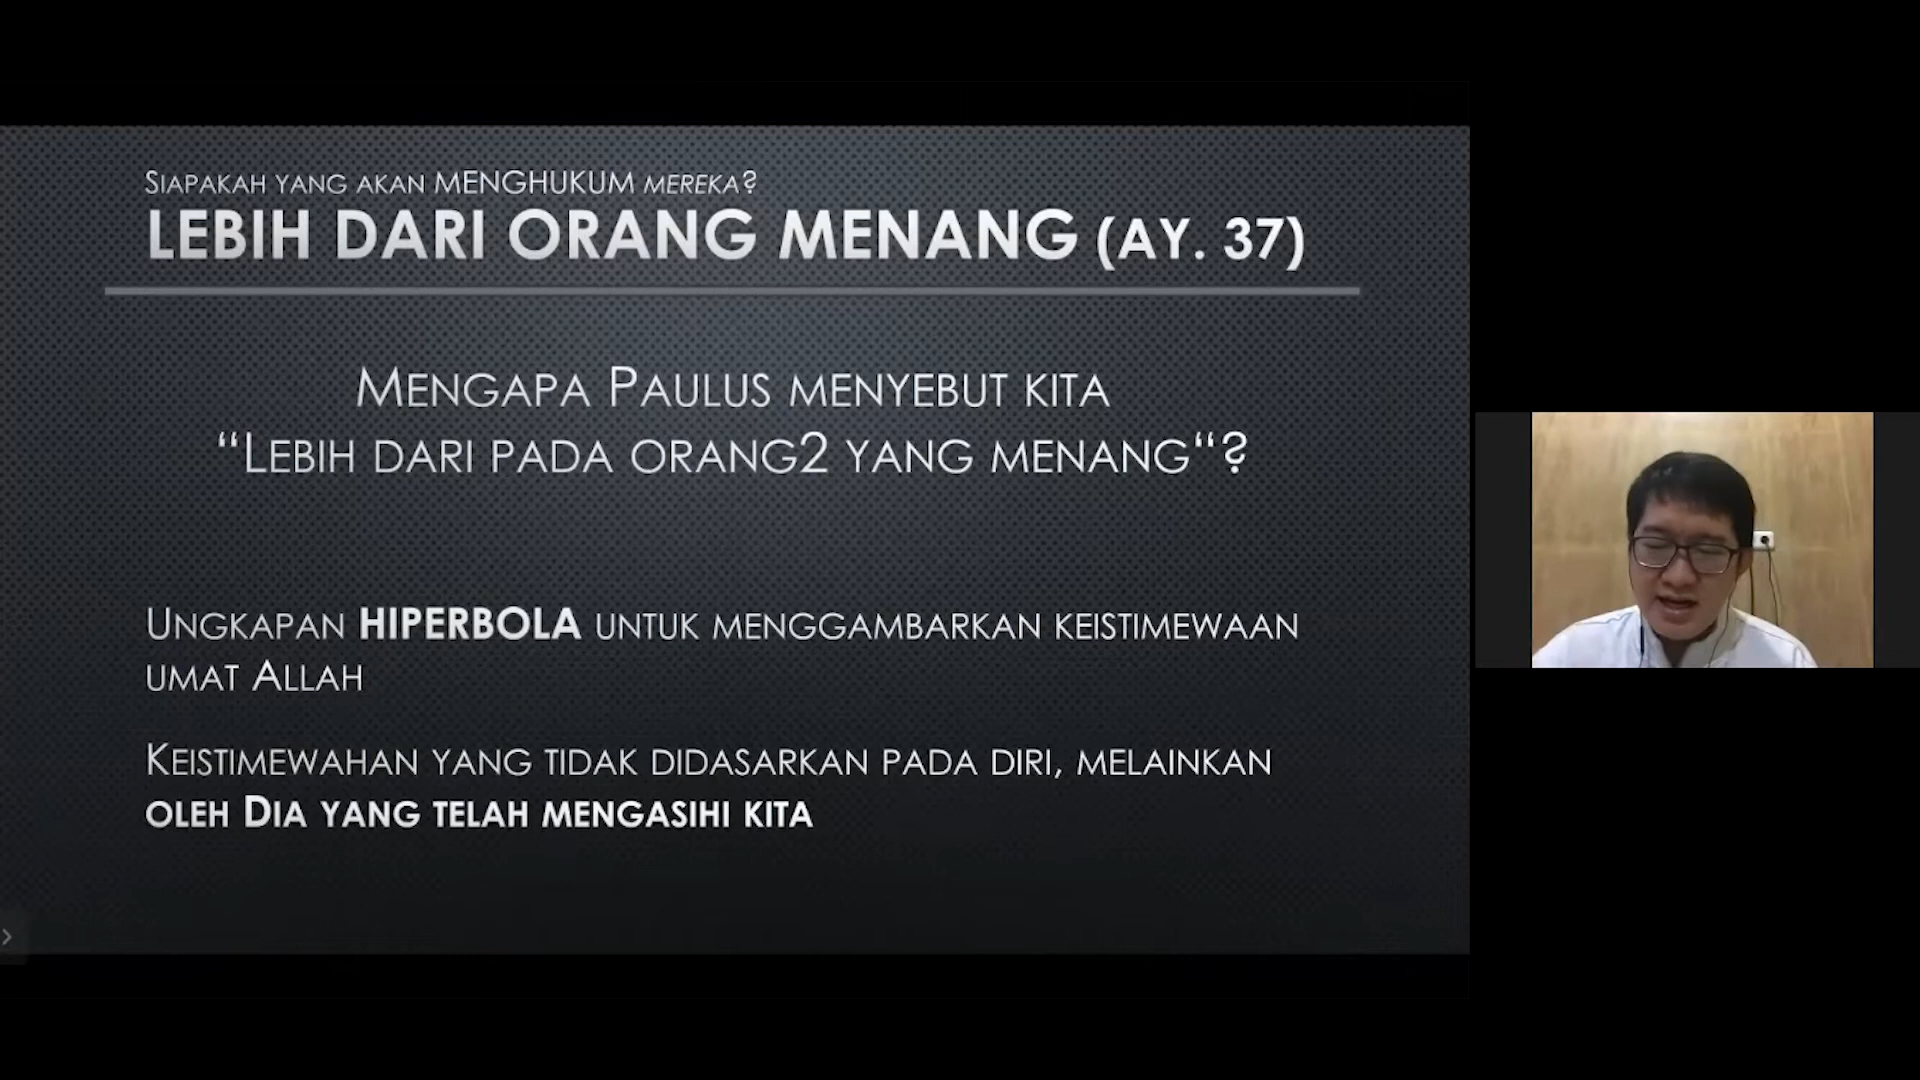 Siapakah yang akan MENGHUKUM mereka?
LEBIH DARI ORANG MENANG (AY. 37)
Mengapa Paulus menyebut kita
“Lebih dari pada orang2 yang menang“?
Ungkapan HIPERBOLA untuk menggambarkan keistimewaan
umat Allah
Keistimewahan yang tidak didasarkan pada diri, melainkan
oleh Dia yang telah mengasihi kita